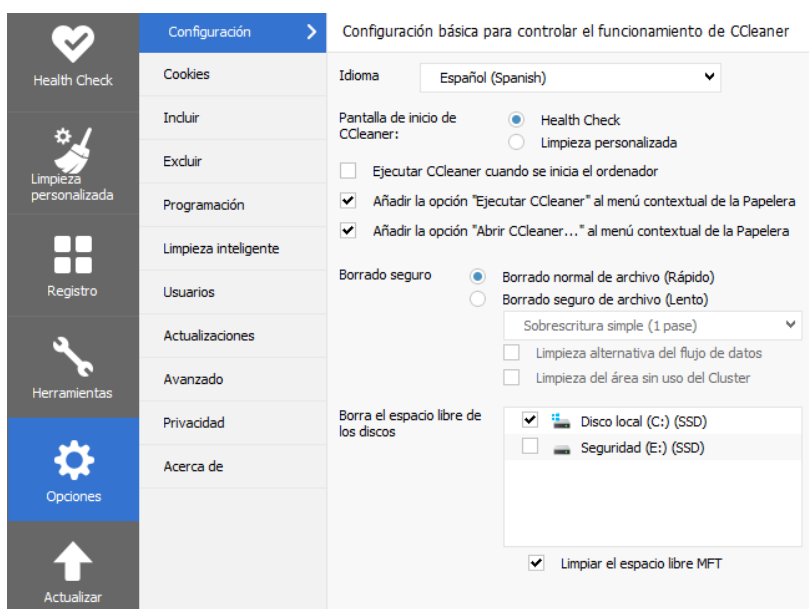 Health Check
Limpieza
personalizada
Registro
Herramientas
Opciones
Actualizar
Configuración
Cookies
Incluir
Excluir
Programación
Limpieza inteligente
Usuarios
Actualizaciones
Avanzado
Privacidad
Acerca de
Configuración básica para controlar el funcionamiento de CCleaner
Idioma
Español (Spanish)
Pantalla de inicio de
CCleaner:
Health Check
Limpieza personalizada
Ejecutar CCleaner cuando se inicia el ordenador
Añadir la opción "Ejecutar CCleaner" al menú contextual de la Papelera
Añadir la opción "Abrir CCleaner..." al menú contextual de la Papelera
Borrado seguro
Borrado normal de archivo (Rápido)
Borrado seguro de archivo (Lento)
Sobrescritura simple (1 pase)
Limpieza alternativa del flujo de datos
Limpieza del área sin uso del Cluster
Borra el espacio libre de
los discos
Disco local (C:) (SSD)
Seguridad (E:) (SSD)
Limpiar el espacio libre MFT